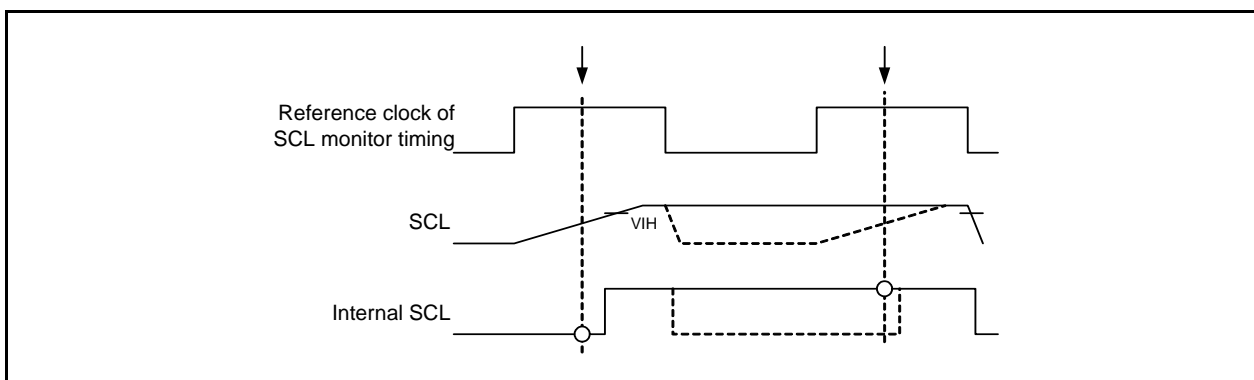 Reference clock of
SCL monitor timing
SCL
VIH
Internal SCL